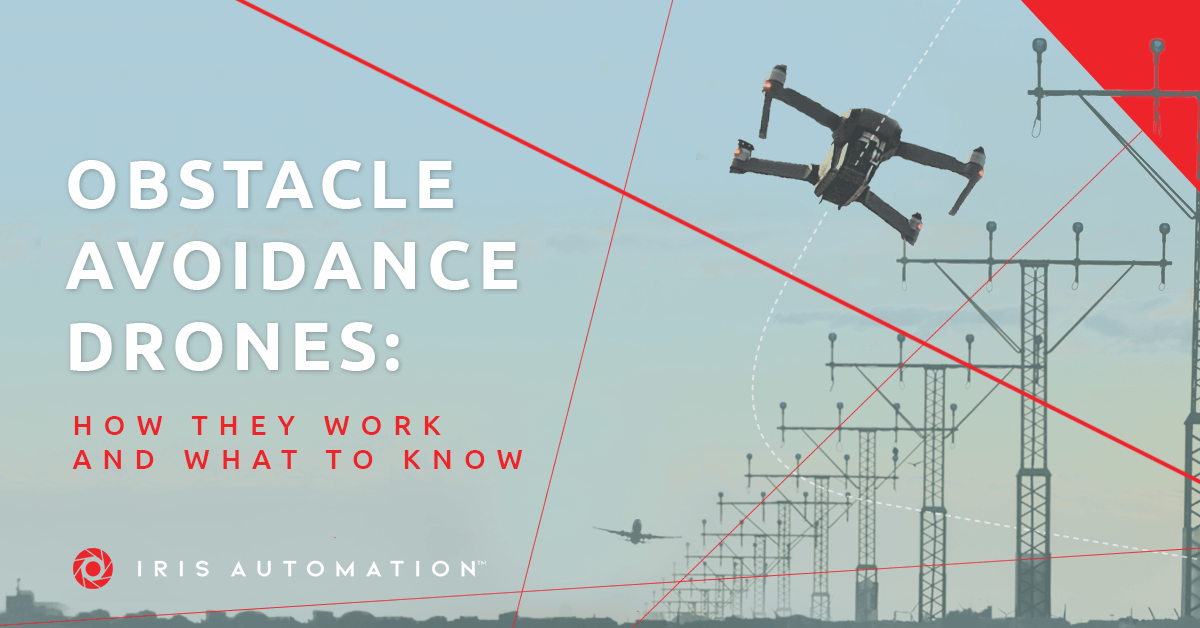 OBSTACLE
AVOIDANCE
DRONES:
HOW THEY WORK
AND WHAT TO KNOW
IRIS AUTOMATION™